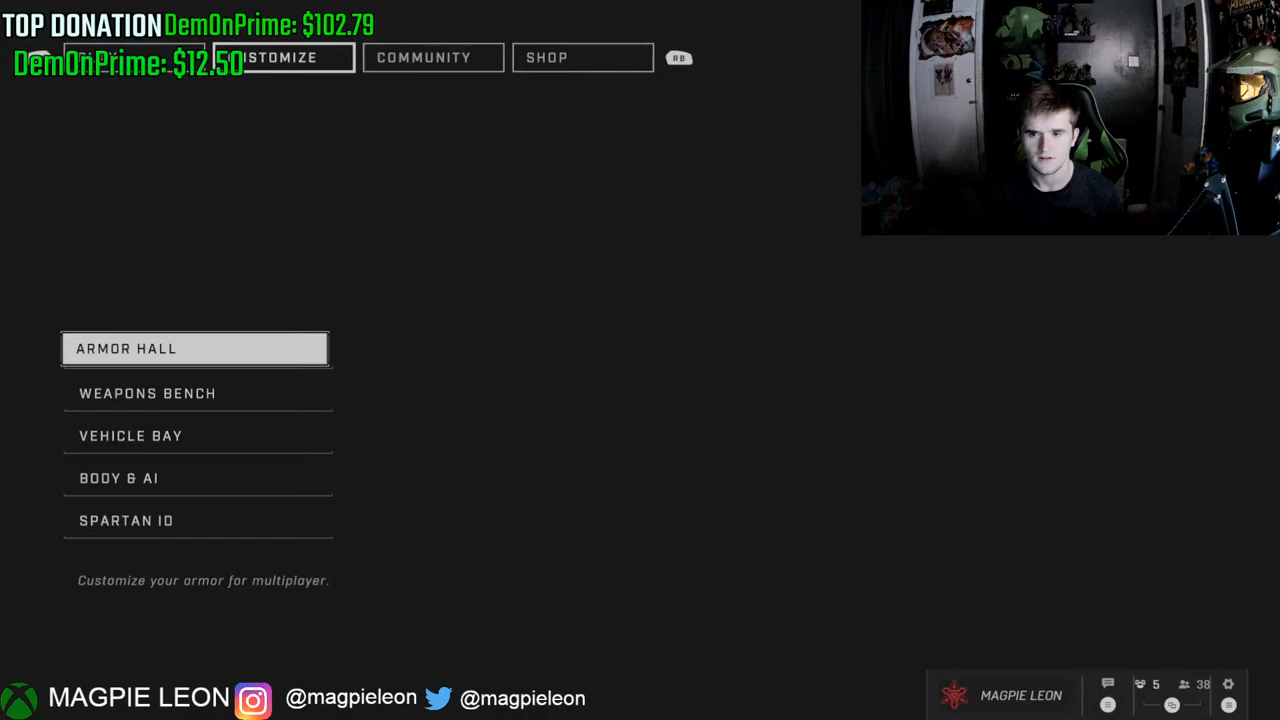 TOP DONATION DemOnPrime: $102.79
DemOnPrime: $12.50
CUSTOMIZE
COMMUNITY
SHOP
RB
ARMOR HALL
WEAPONS BENCH
VEHICLE BAY
BODY & AI
SPARTAN ID
Customize your armor for multiplayer.
MAGPIE LEON @magpieleon @magpieleon
MAGPIE LEON
5
38